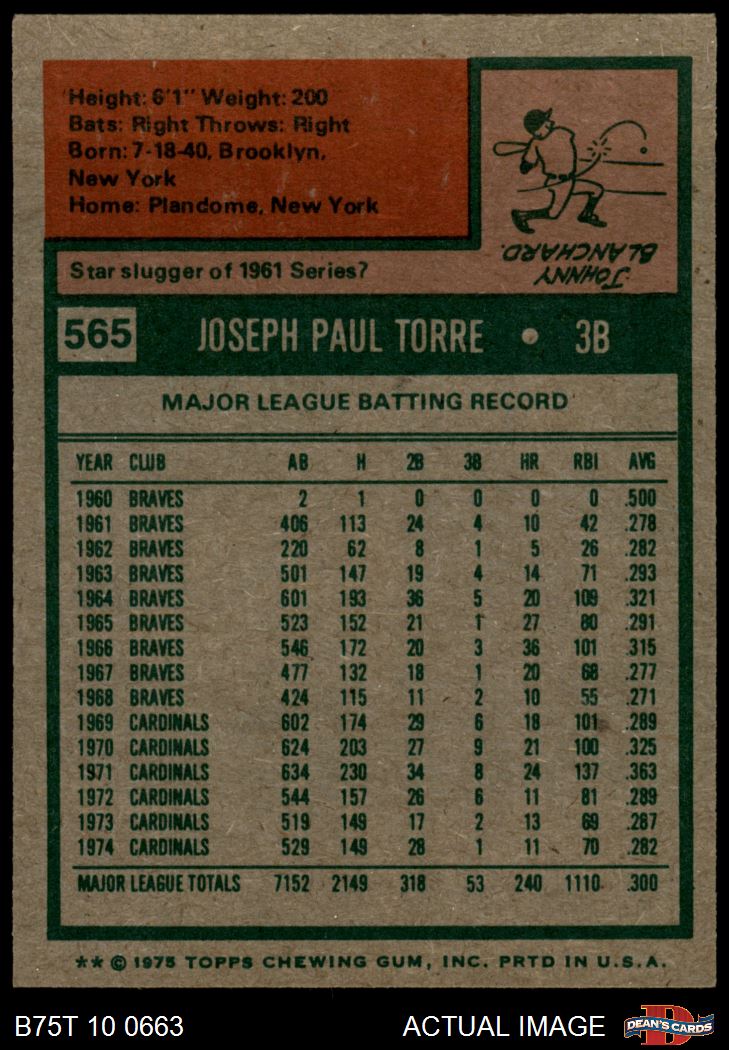 Height: 6'1" Weight: 200
Bats: Right Throws: Right
Born: 7-18-40, Brooklyn,
New York
Home: Plandome, New York
JOHNNY
BLANCHARD.
Star slugger of 1961 Series?
565 JOSEPH PAUL TORRE • 3B
MAJOR LEAGUE BATTING RECORD
YEAR CLUB AB H 2B 3B HR RBI AVG
1960 BRAVES 2 1 0 0 0 0 .500
1961 BRAVES 406 113 24 4 10 42 .278
1962 BRAVES 220 62 8 1 5 26 .282
1963 BRAVES 501 147 19 4 14 71 .293
1964 BRAVES 601 193 36 5 20 109 .321
1965 BRAVES 523 152 21 1 27 80 .291
1966 BRAVES 546 172 20 3 36 101 .315
1967 BRAVES 477 132 18 1 20 68 .277
1968 BRAVES 424 115 11 2 10 55 .271
1969 CARDINALS 602 174 29 6 18 101 .289
1970 CARDINALS 624 203 27 9 21 100 .325
1971 CARDINALS 634 230 34 8 24 137 .363
1972 CARDINALS 544 157 26 6 11 81 .289
1973 CARDINALS 519 149 17 2 13 69 .287
1974 CARDINALS 529 149 28 1 11 70 .282
MAJOR LEAGUE TOTALS 7152 2149 318 53 240 1110 .300
** © 1975 TOPPS CHEWING GUM, INC. PRTD IN U.S.A.
B75T 10 0663 ACTUAL IMAGE D DEAN'S CARDS